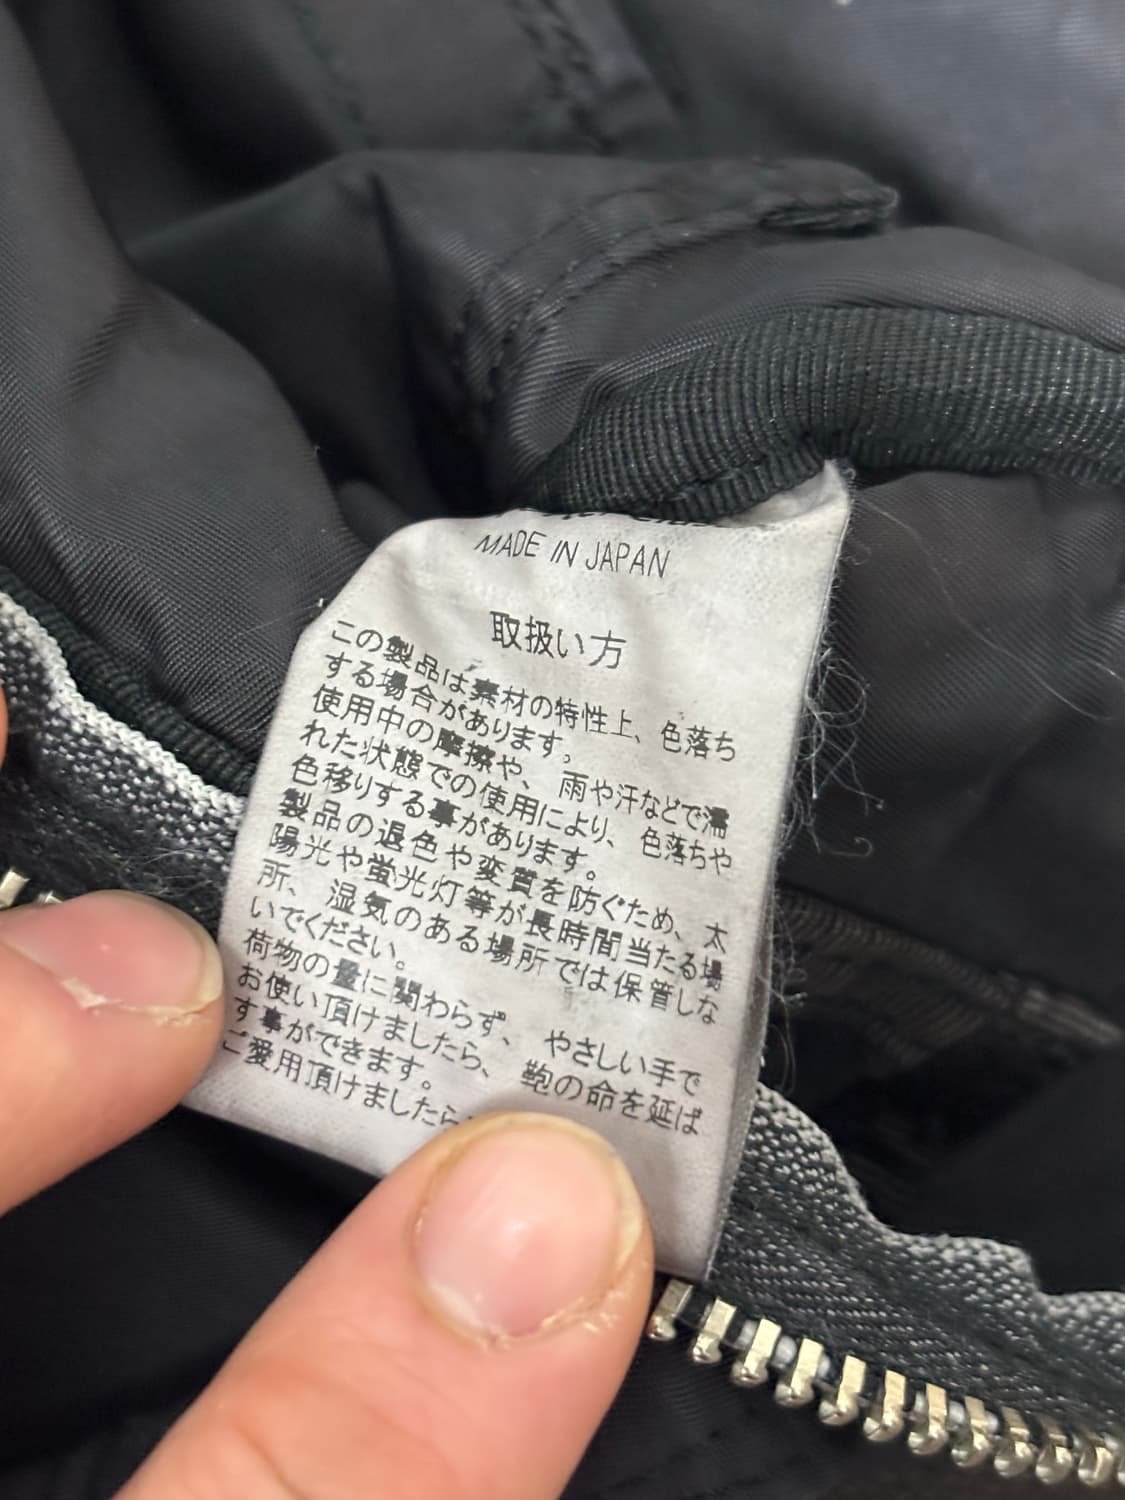 MADE IN JAPAN
取扱い方
この製品は素材の特性上、色落ち
する場合があります。
使用中の摩擦や、雨や汗などで濡
れた状態での使用により、色落ちや
色移りする事があります。
製品の退色や変質を防ぐため、太
陽光や蛍光灯等が長時間当たる場
所、湿気のある場所では保管しな
いでください。
荷物の量に関わらず、やさしい手で
お使い頂けましたら、鞄の命を延ば
す事ができます。
ご愛用頂けましたら